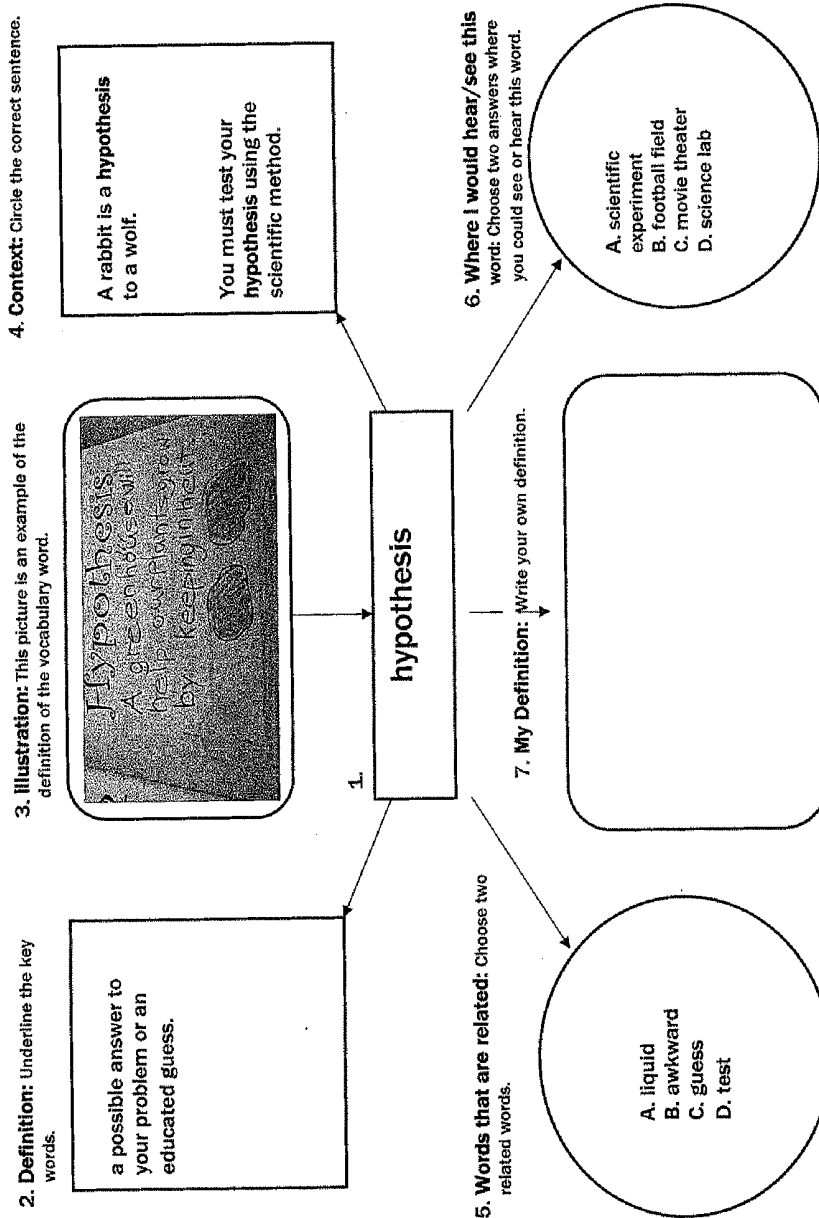 2. Definition: Underline the key
words.
a possible answer to
your problem or an
educated guess.
3. Illustration: This picture is an example of the
definition of the vocabulary word.
Hypothesis:
A greenhouse will
help our plants grow
by keeping in heat.
4. Context: Circle the correct sentence.
A rabbit is a hypothesis
to a wolf.
You must test your
hypothesis using the
scientific method.
1.
hypothesis
5. Words that are related: Choose two
related words.
A. liquid
B. awkward
C. guess
D. test
7. My Definition: Write your own definition.
6. Where I would hear/see this
word: Choose two answers where
you could see or hear this word.
A. scientific
experiment
B. football field
C. movie theater
D. science lab